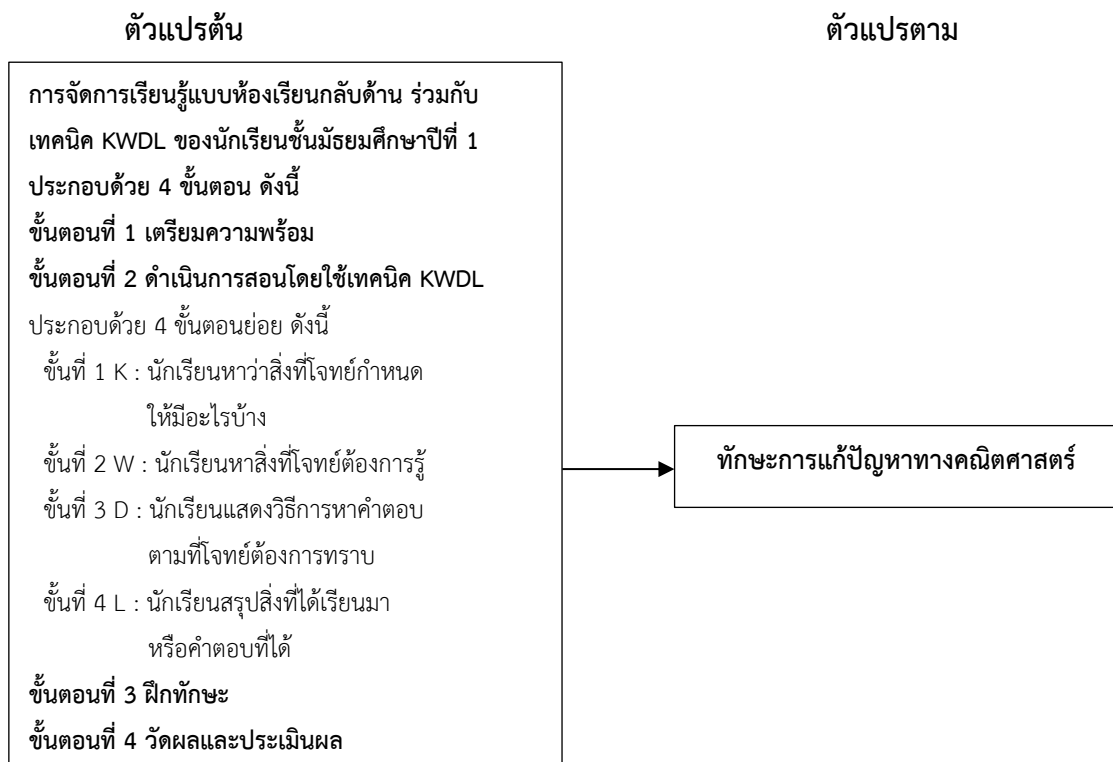 ตัวแปรต้น
ตัวแปรตาม
การจัดการเรียนรู้แบบห้องเรียนกลับด้าน ร่วมกับ
เทคนิค KWDL ของนักเรียนชั้นมัธยมศึกษาปีที่ 1
ประกอบด้วย 4 ขั้นตอน ดังนี้
ขั้นตอนที่ 1 เตรียมความพร้อม
ขั้นตอนที่ 2 ดำเนินการสอนโดยใช้เทคนิค KWDL
ประกอบด้วย 4 ขั้นตอนย่อย ดังนี้
ขั้นที่ 1 K : นักเรียนหาว่าสิ่งที่โจทย์กำหนด
ให้มีอะไรบ้าง
ขั้นที่ 2 W : นักเรียนหาสิ่งที่โจทย์ต้องการรู้
ขั้นที่ 3 D : นักเรียนแสดงวิธีการหาคำตอบ
ตามที่โจทย์ต้องการทราบ
ขั้นที่ 4 L : นักเรียนสรุปสิ่งที่ได้เรียนมา
หรือคำตอบที่ได้
ขั้นตอนที่ 3 ฝึกทักษะ
ขั้นตอนที่ 4 วัดผลและประเมินผล
ทักษะการแก้ปัญหาทางคณิตศาสตร์